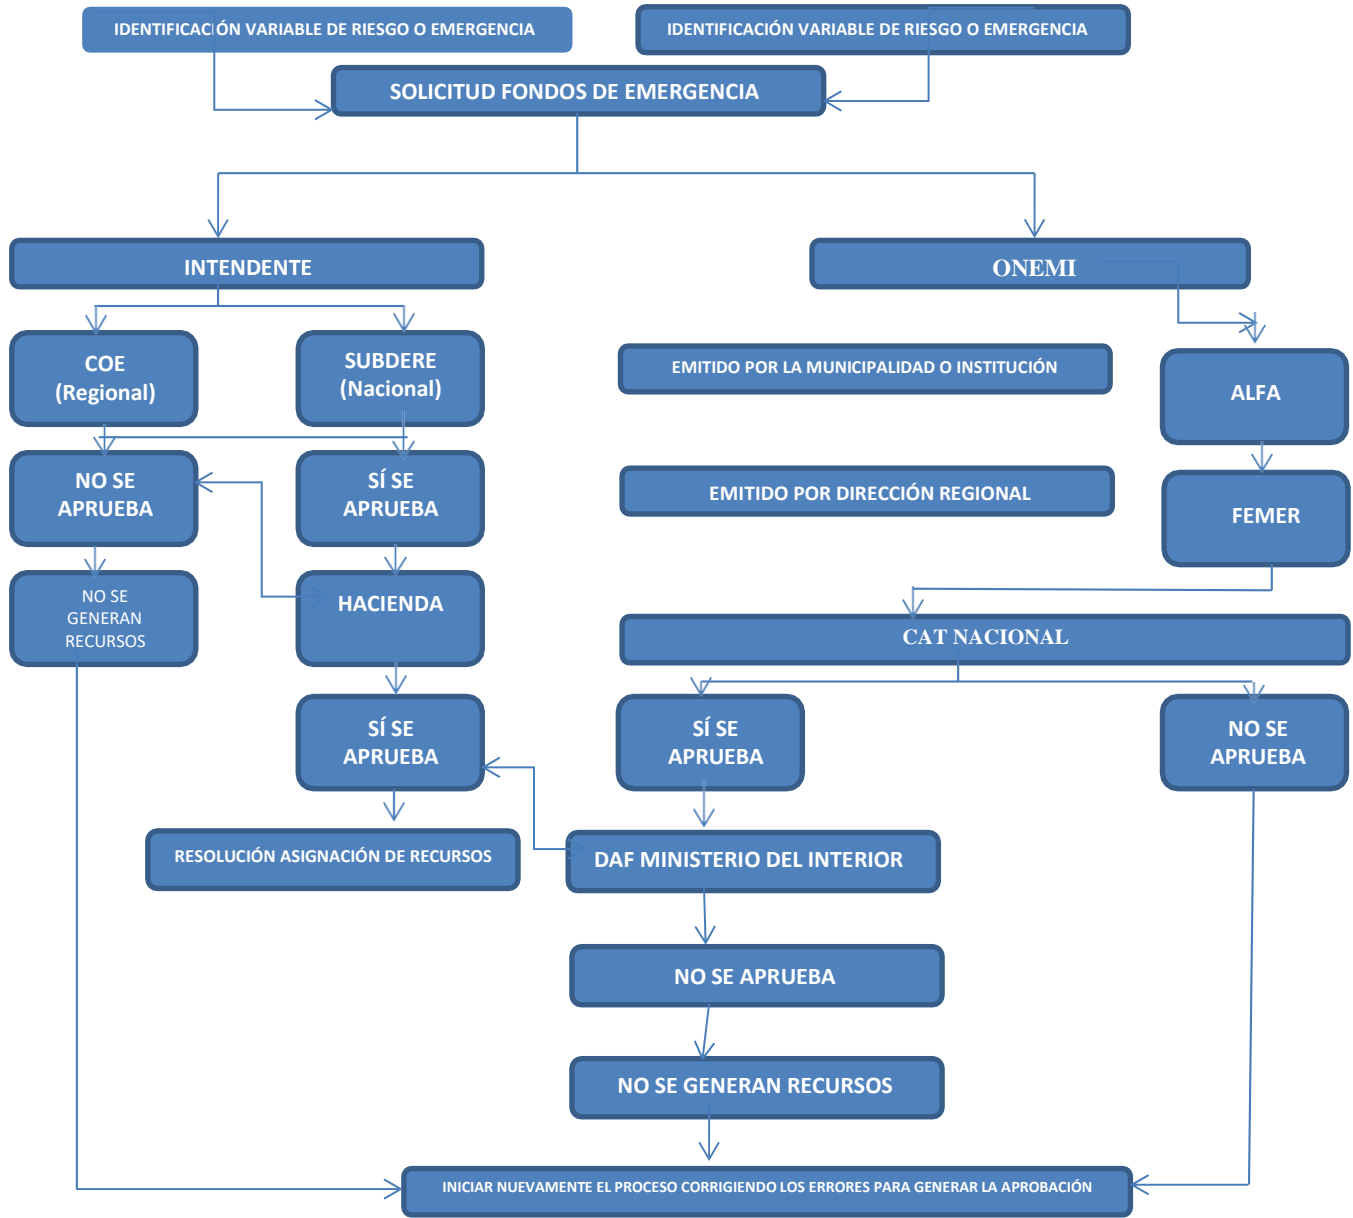 IDENTIFICACIÓN VARIABLE DE RIESGO O EMERGENCIA
IDENTIFICACIÓN VARIABLE DE RIESGO O EMERGENCIA
SOLICITUD FONDOS DE EMERGENCIA
INTENDENTE
ONEMI
COE
(Regional)
SUBDERE
(Nacional)
EMITIDO POR LA MUNICIPALIDAD O INSTITUCIÓN
ALFA
NO SE
APRUEBA
SÍ SE
APRUEBA
EMITIDO POR DIRECCIÓN REGIONAL
FEMER
NO SE
GENERAN
RECURSOS
HACIENDA
CAT NACIONAL
SÍ SE
APRUEBA
SÍ SE
APRUEBA
NO SE
APRUEBA
RESOLUCIÓN ASIGNACIÓN DE RECURSOS
DAF MINISTERIO DEL INTERIOR
NO SE APRUEBA
NO SE GENERAN RECURSOS
INICIAR NUEVAMENTE EL PROCESO CORRIGIENDO LOS ERRORES PARA GENERAR LA APROBACIÓN